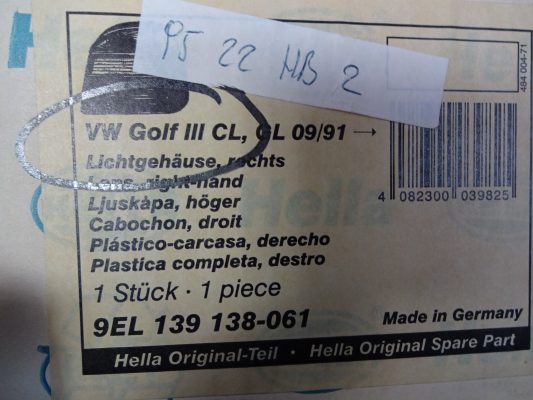 P5 22 HB 2
484 004-71
VW Golf III CL, GL 09/91 →
Lichtgehäuse, rechts
Lens, right-hand
Ljuskåpa, höger
Cabochon, droit
Plástico-carcasa, derecho
Plastica completa, destro
1 Stück · 1 piece
9EL 139 138-061
4 082300 039825
Made in Germany
Hella Original-Teil · Hella Original Spare Part
Hella